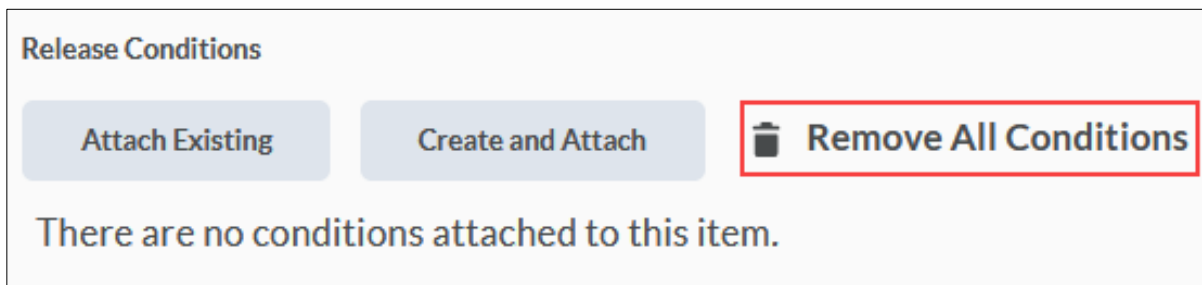 Release Conditions
Attach Existing Create and Attach Remove All Conditions
There are no conditions attached to this item.